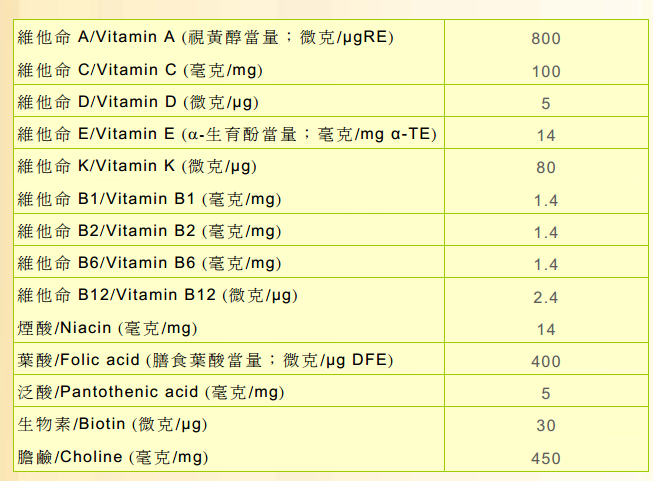 維他命 A/Vitamin A (視黃醇當量；微克/μgRE) 800
維他命 C/Vitamin C (毫克/mg) 100
維他命 D/Vitamin D (微克/μg) 5
維他命 E/Vitamin E (α-生育酚當量；毫克/mg α-TE) 14
維他命 K/Vitamin K (微克/μg) 80
維他命 B1/Vitamin B1 (毫克/mg) 1.4
維他命 B2/Vitamin B2 (毫克/mg) 1.4
維他命 B6/Vitamin B6 (毫克/mg) 1.4
維他命 B12/Vitamin B12 (微克/μg) 2.4
煙酸/Niacin (毫克/mg) 14
葉酸/Folic acid (膳食葉酸當量；微克/μg DFE) 400
泛酸/Pantothenic acid (毫克/mg) 5
生物素/Biotin (微克/μg) 30
膽鹼/Choline (毫克/mg) 450